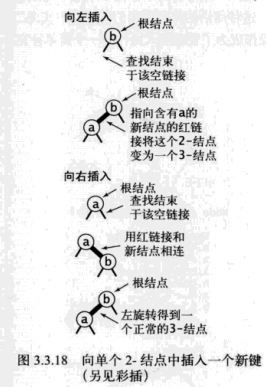 向左插入
根结点
b
查找结束
于该空链接
根结点
b
a
指向含有a的
新结点的红链
接将这个2-结点
变为一个3-结点
向右插入
根结点
a
查找结束
于该空链接
a
b
用红链接和
新结点相连
根结点
b
a
左旋转得到一
个正常的3-结点
图 3.3.18 向单个 2- 结点中插入一个新键
(另见彩插)